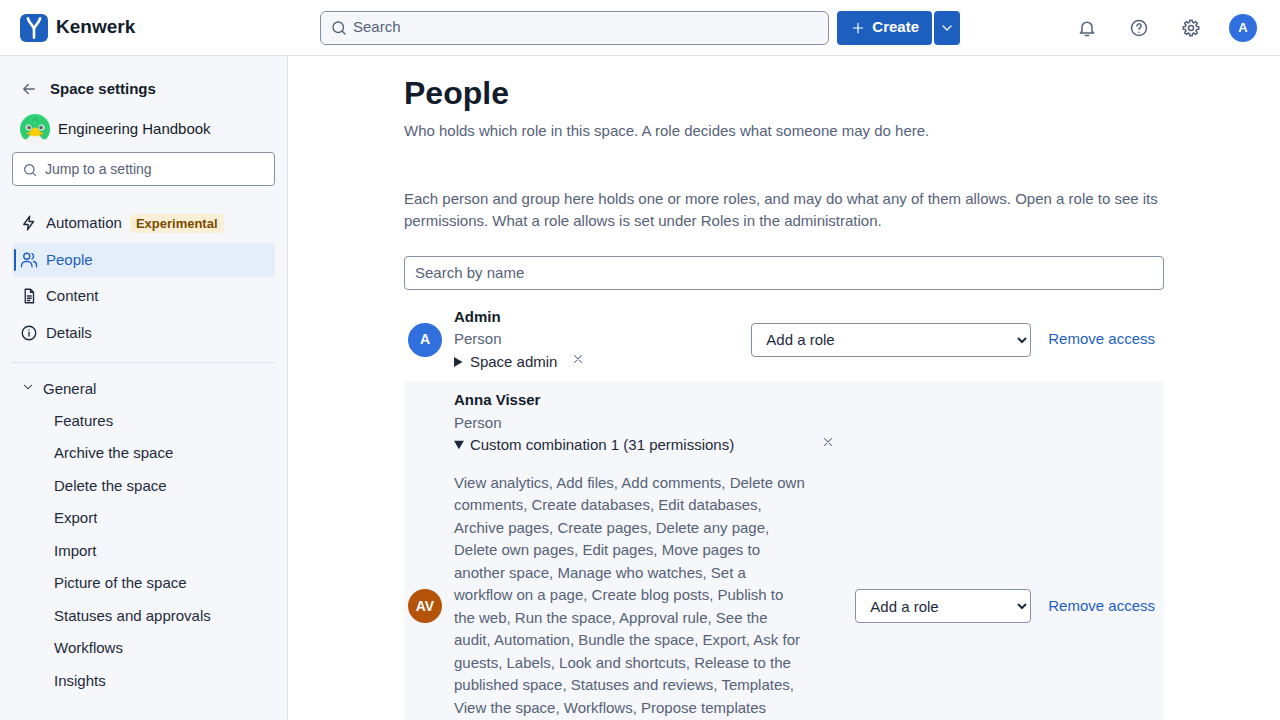 Kenwerk
Search
Create
A
Space settings
Engineering Handbook
Jump to a setting
Automation Experimental
People
Content
Details
General
Features
Archive the space
Delete the space
Export
Import
Picture of the space
Statuses and approvals
Workflows
Insights
People
Who holds which role in this space. A role decides what someone may do here.
Each person and group here holds one or more roles, and may do what any of them allows. Open a role to see its
permissions. What a role allows is set under Roles in the administration.
Search by name
A
Admin
Person
Space admin
Add a role
Remove access
AV
Anna Visser
Person
Custom combination 1 (31 permissions)
View analytics, Add files, Add comments, Delete own
comments, Create databases, Edit databases,
Archive pages, Create pages, Delete any page,
Delete own pages, Edit pages, Move pages to
another space, Manage who watches, Set a
workflow on a page, Create blog posts, Publish to
the web, Run the space, Approval rule, See the
audit, Automation, Bundle the space, Export, Ask for
guests, Labels, Look and shortcuts, Release to the
published space, Statuses and reviews, Templates,
View the space, Workflows, Propose templates
Add a role
Remove access